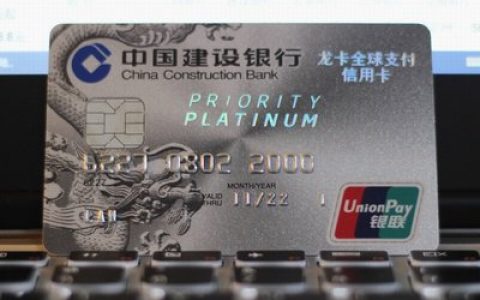 中国建设银行
China Construction Bank
龙卡全球支付
信用卡
PRIORITY
PLATINUM
0802 2000
MONTH/YEAR
VALID
THRU
11/22
UnionPay
银联